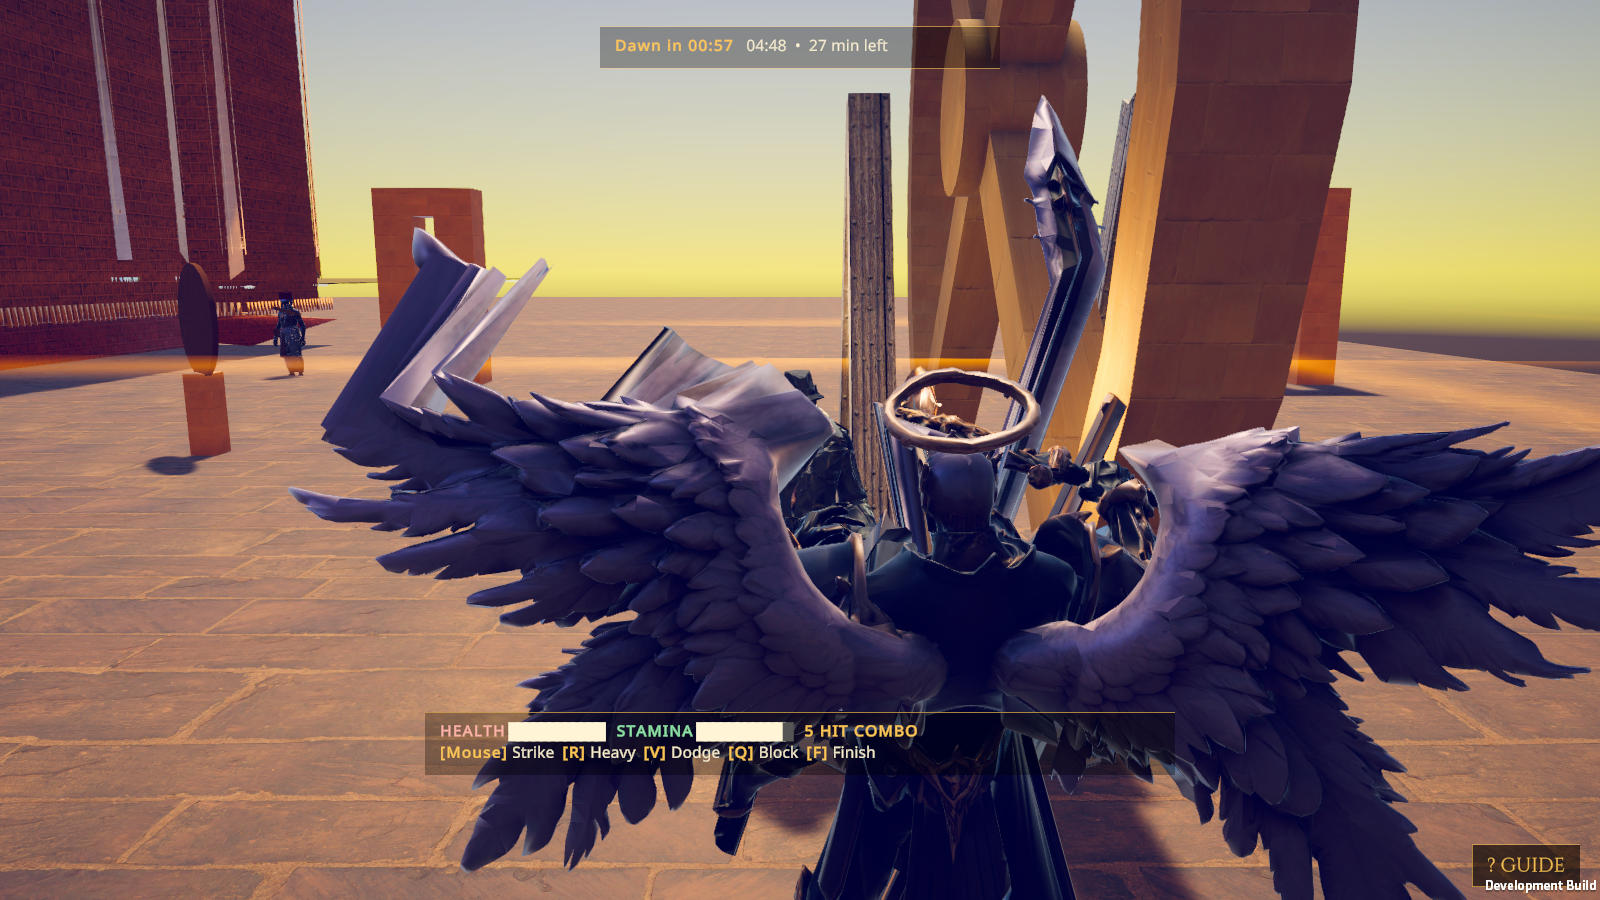 Dawn in 00:57 04:48 • 27 min left
HEALTH STAMINA 5 HIT COMBO
[Mouse] Strike [R] Heavy [V] Dodge [Q] Block [F] Finish
? GUIDE
Development Build